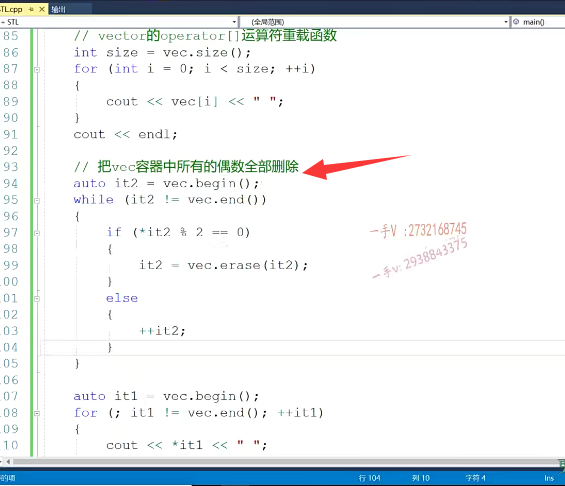 STL.cpp 输出
STL (全局范围) main()
85 // vector的operator[]运算符重载函数
86 int size = vec.size();
87 for (int i = 0; i < size; ++i)
88 {
89 cout << vec[i] << " ";
90 }
91 cout << endl;
92
93 // 把vec容器中所有的偶数全部删除
94 auto it2 = vec.begin();
95 while (it2 != vec.end())
96 {
97 if (*it2 % 2 == 0)
98 {
99 it2 = vec.erase(it2);
00 }
01 else
02 {
03 ++it2;
04 }
05 }
06
07 auto it1 = vec.begin();
08 for (; it1 != vec.end(); ++it1)
09 {
10 cout << *it1 << " ";
一手V :2732168745
一手v: 2938843375
的项 行 104 列 10 字符 4 Ins